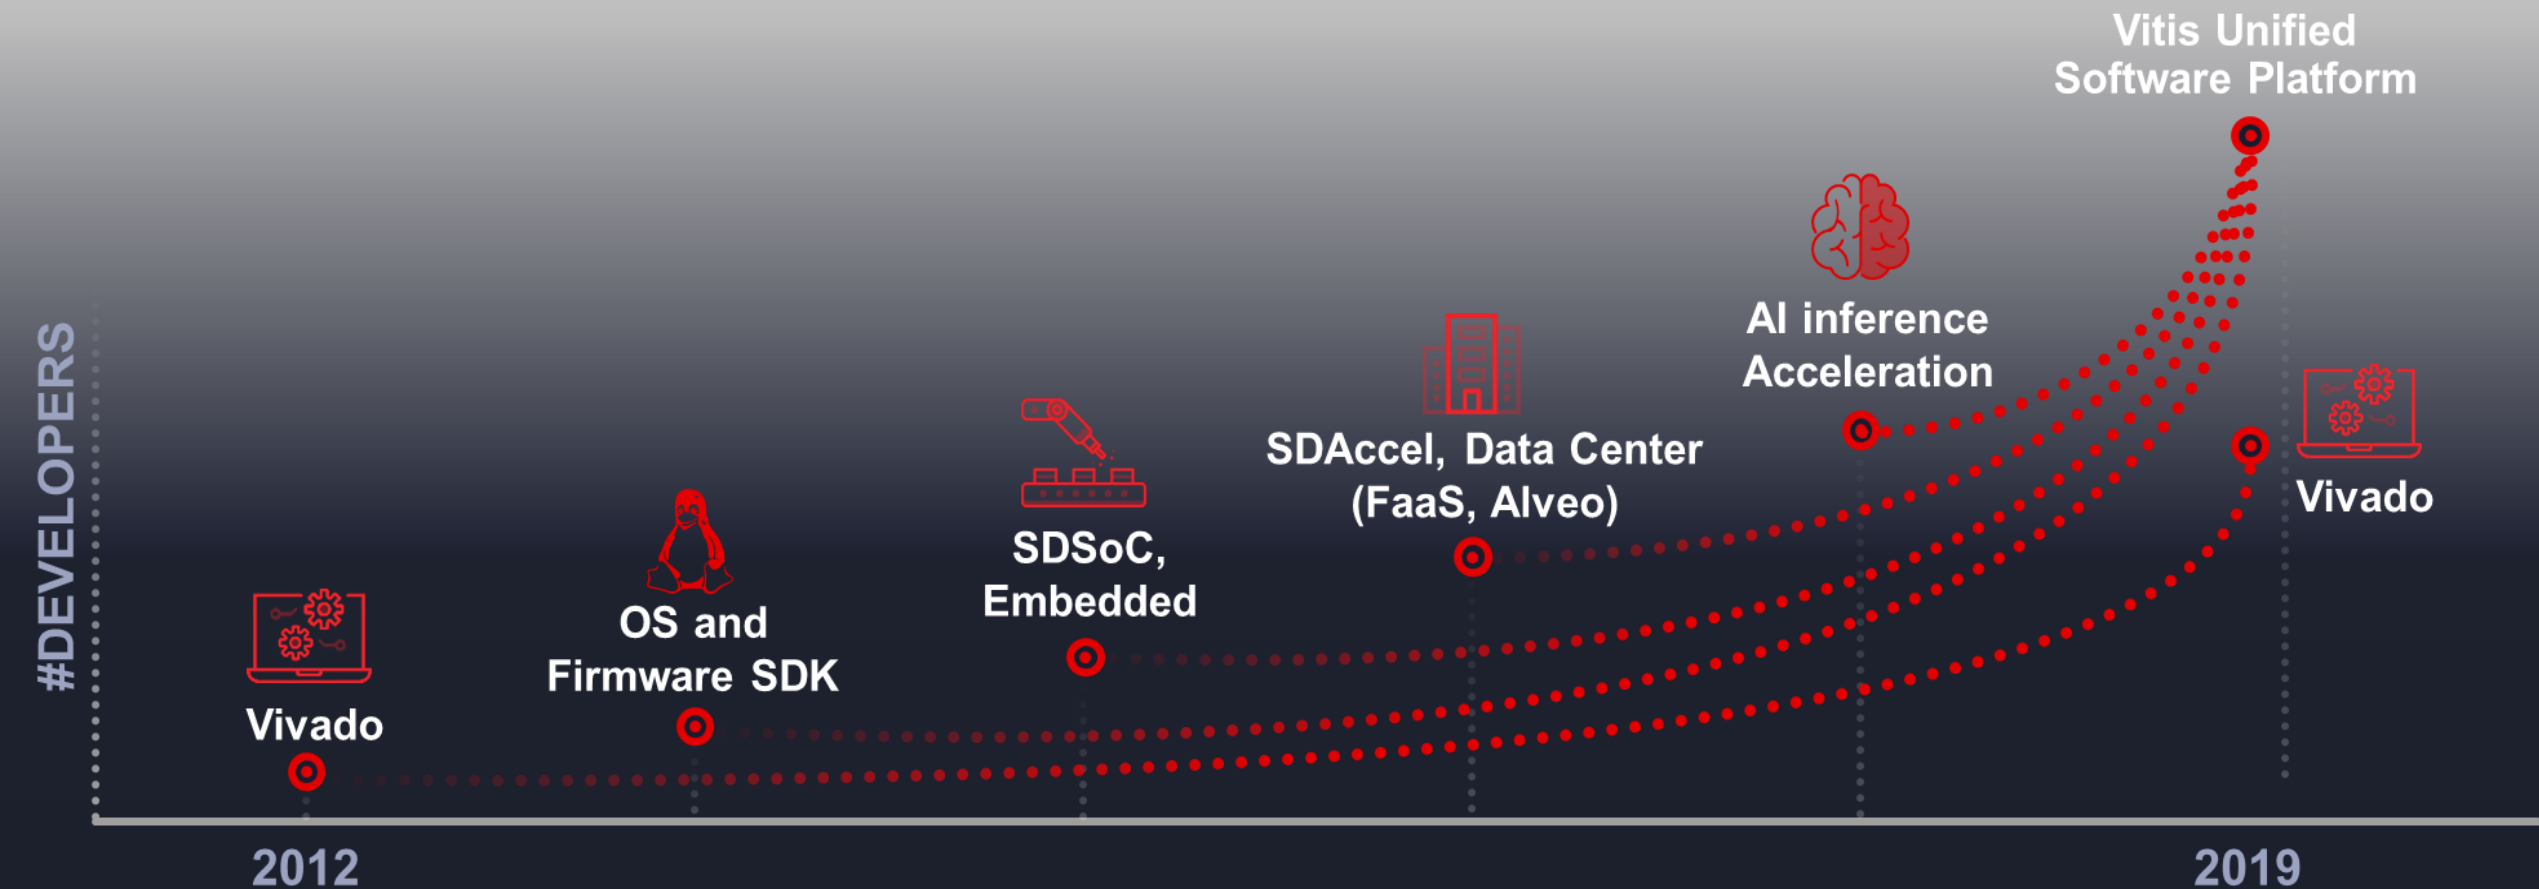 Vitis Unified
Software Platform
AI inference
Acceleration
SDAccel, Data Center
(FaaS, Alveo)
Vivado
SDSoC,
Embedded
OS and
Firmware SDK
Vivado
#DEVELOPERS
2012
2019